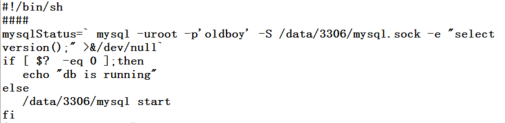 #!/bin/sh
####
mysqlStatus=` mysql -uroot -p'oldboy' -S /data/3306/mysql.sock -e "select
version();" >&/dev/null`
if [ $?  -eq 0 ];then
   echo "db is running"
else
   /data/3306/mysql start
fi